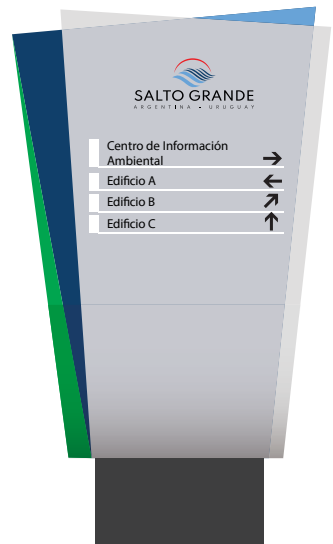 SALTO GRANDE
ARGENTINA - URUGUAY
Centro de Información
Ambiental →
Edificio A ←
Edificio B ↗
Edificio C ↑